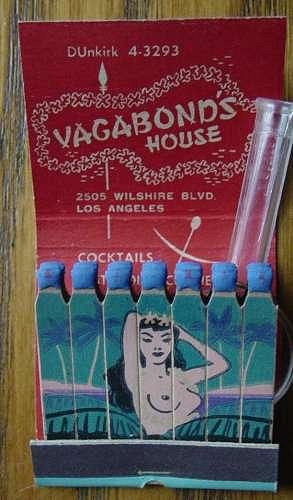 DUnkirk 4-3293
VAGABONDS
HOUSE
2505 WILSHIRE BLVD.
LOS ANGELES
COCKTAILS